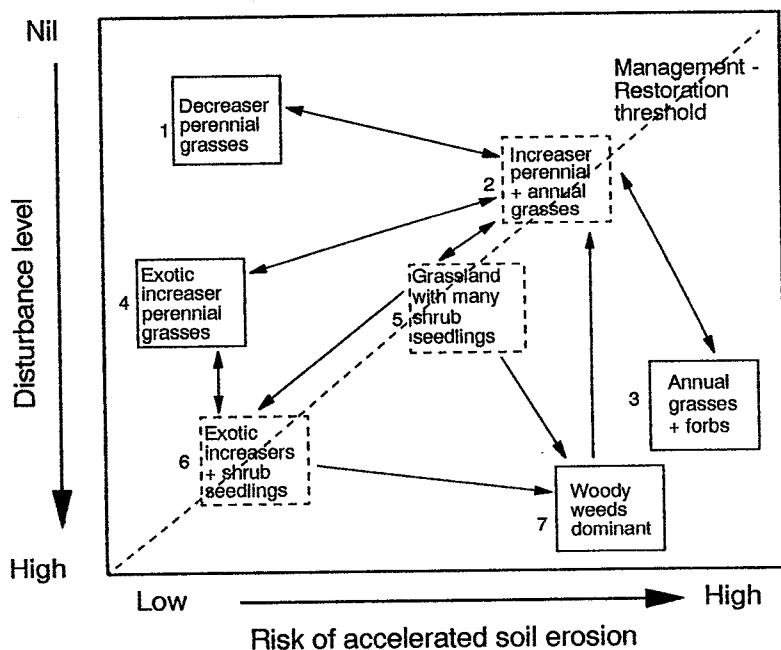 Nil
Management -
Restoration
threshold
1
Decreaser
perennial
grasses
2
Increaser
perennial
+ annual
grasses
4
Exotic
increaser
perennial
grasses
5
Grassland
with many
shrub
seedlings
3
Annual
grasses
+ forbs
6
Exotic
increasers
+ shrub
seedlings
7
Woody
weeds
dominant
Disturbance level
High
Low
High
Risk of accelerated soil erosion